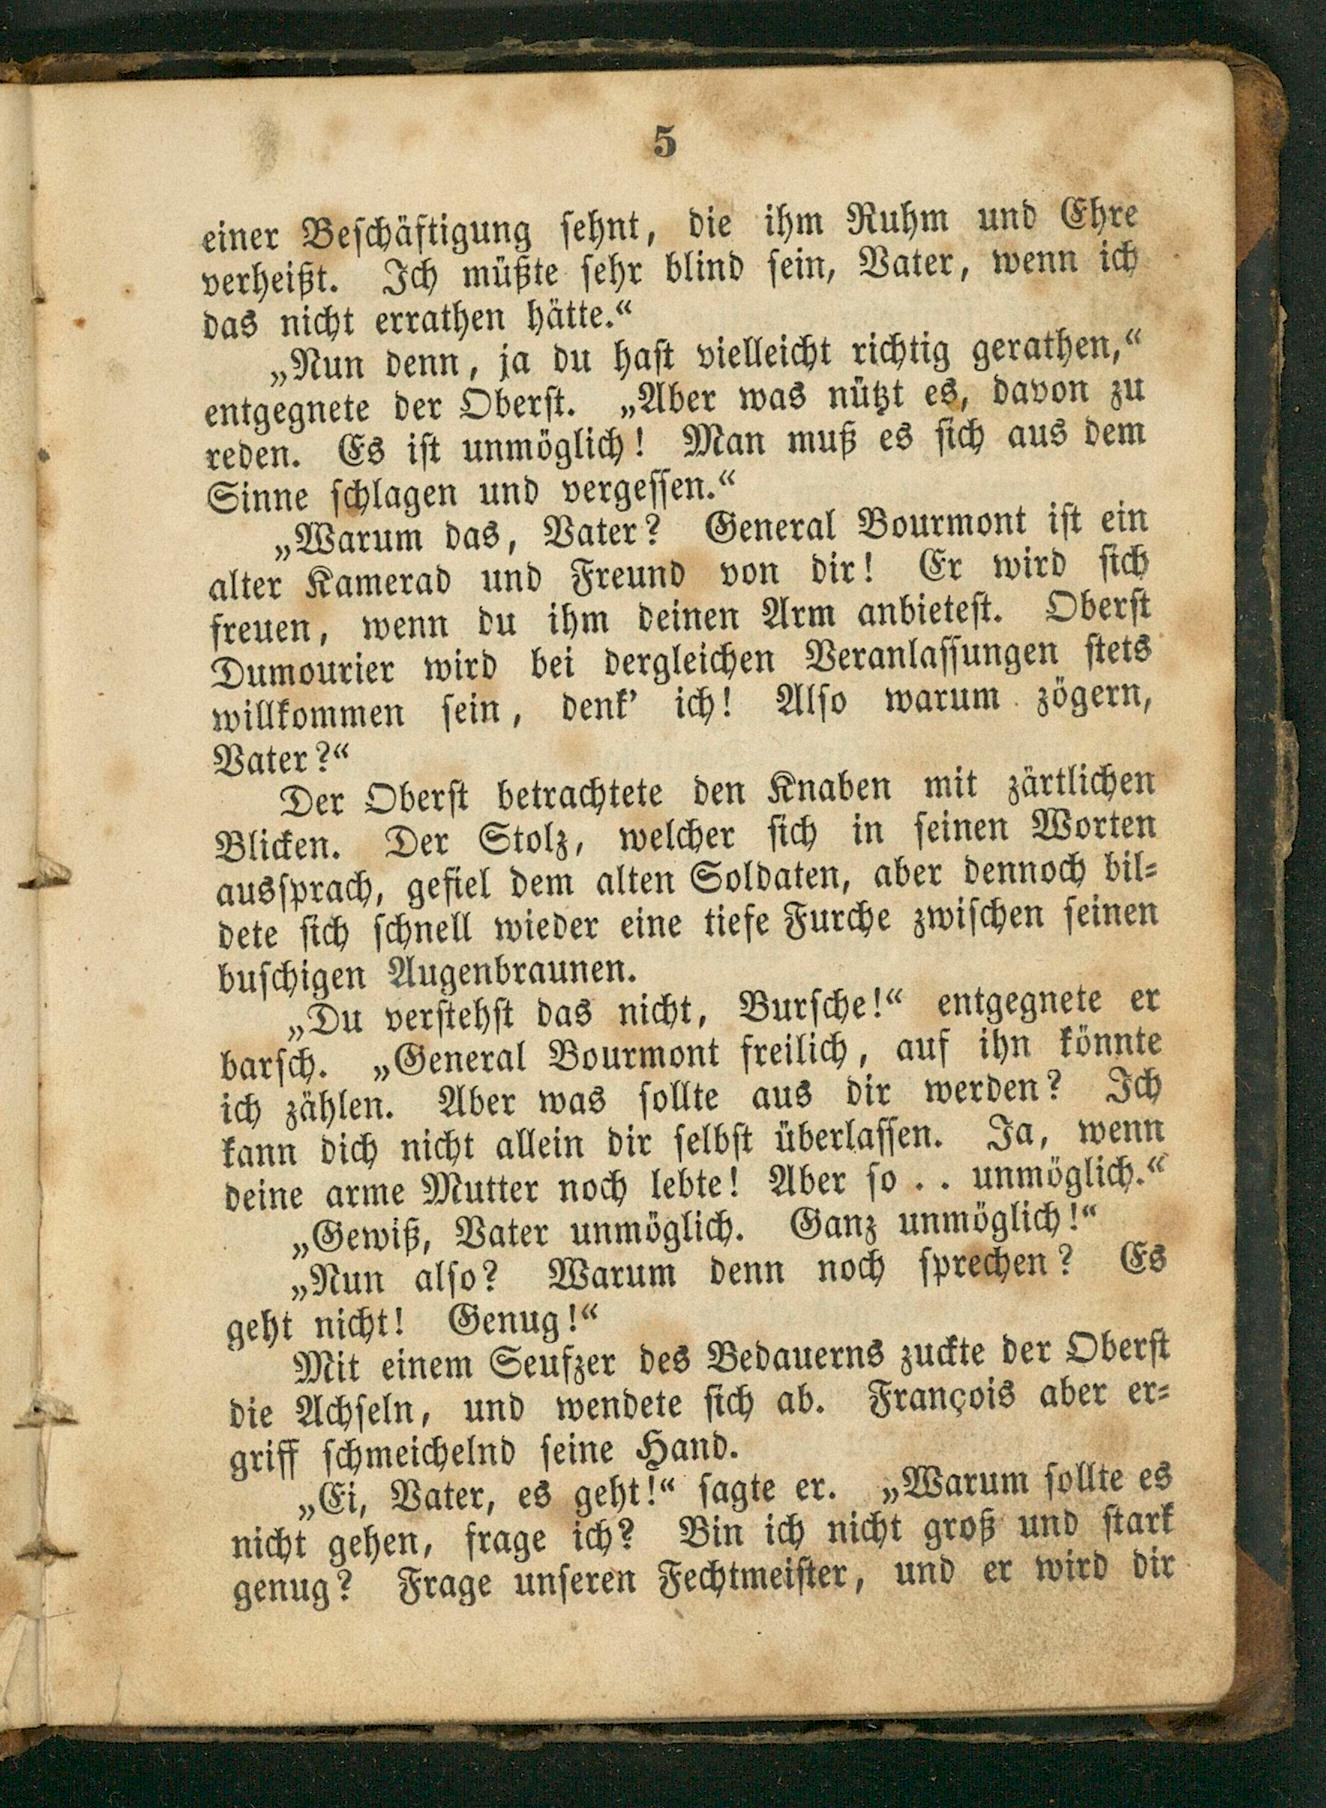 5
einer Beschäftigung sehnt, die ihm Ruhm und Ehre
verheißt. Ich müßte sehr blind sein, Vater, wenn ich
das nicht errathen hätte.“
„Nun denn, ja du hast vielleicht richtig gerathen,“
entgegnete der Oberst. „Aber was nützt es, davon zu
reden. Es ist unmöglich! Man muß es sich aus dem
Sinne schlagen und vergessen.“
„Warum das, Vater? General Bourmont ist ein
alter Kamerad und Freund von dir! Er wird sich
freuen, wenn du ihm deinen Arm anbietest. Oberst
Dumourier wird bei dergleichen Veranlassungen stets
willkommen sein, denk’ ich! Also warum zögern,
Vater?“
Der Oberst betrachtete den Knaben mit zärtlichen
Blicken. Der Stolz, welcher sich in seinen Worten
aussprach, gefiel dem alten Soldaten, aber dennoch bil-
dete sich schnell wieder eine tiefe Furche zwischen seinen
buschigen Augenbraunen.
„Du verstehst das nicht, Bursche!“ entgegnete er
barsch. „General Bourmont freilich, auf ihn könnte
ich zählen. Aber was sollte aus dir werden? Ich
kann dich nicht allein dir selbst überlassen. Ja, wenn
deine arme Mutter noch lebte! Aber so . . unmöglich.“
„Gewiß, Vater unmöglich. Ganz unmöglich!“
„Nun also? Warum denn noch sprechen? Es
geht nicht! Genug!“
Mit einem Seufzer des Bedauerns zuckte der Oberst
die Achseln, und wendete sich ab. François aber er-
griff schmeichelnd seine Hand.
„Ei, Vater, es geht!“ sagte er. „Warum sollte es
nicht gehen, frage ich? Bin ich nicht groß und stark
genug? Frage unseren Fechtmeister, und er wird dir